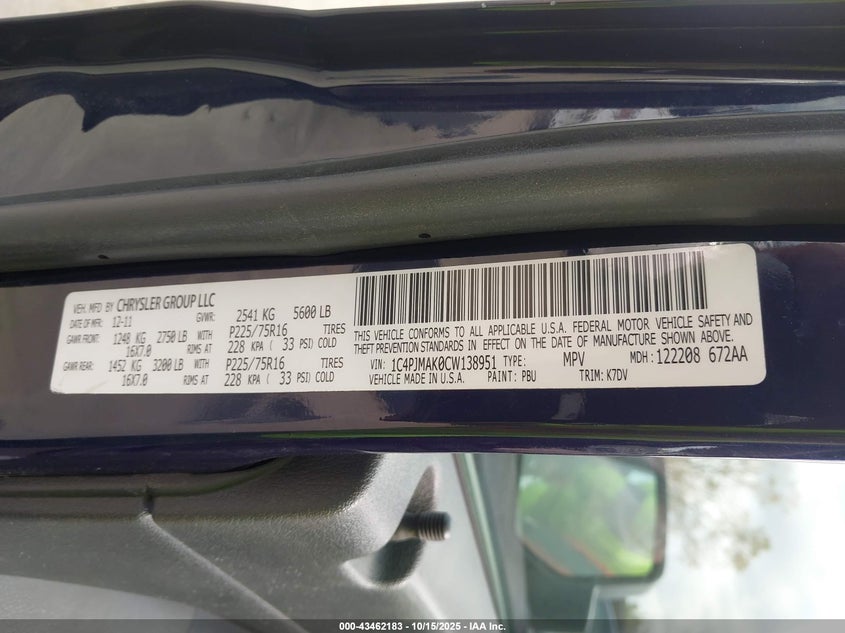 VEH. MFD BY CHRYSLER GROUP LLC
DATE OF MFR. 12-11 GVWR: 2541 KG 5600 LB
GAWR FRONT: 1248 KG 2750 LB WITH P225/75R16 TIRES
16X7.0 RIMS AT 228 KPA ( 33 PSI) COLD
GAWR REAR: 1452 KG 3200 LB WITH P225/75R16 TIRES
16X7.0 RIMS AT 228 KPA ( 33 PSI) COLD
THIS VEHICLE CONFORMS TO ALL APPLICABLE U.S.A. FEDERAL MOTOR VEHICLE SAFETY AND
THEFT PREVENTION STANDARDS IN EFFECT ON THE DATE OF MANUFACTURE SHOWN ABOVE.
VIN: 1C4PJMAK0CW138951 TYPE: MPV MDH: 122208 672AA
VEHICLE MADE IN U.S.A. PAINT: PBU TRIM: K7DV
000-43462183 - 10/15/2025 - IAA Inc.